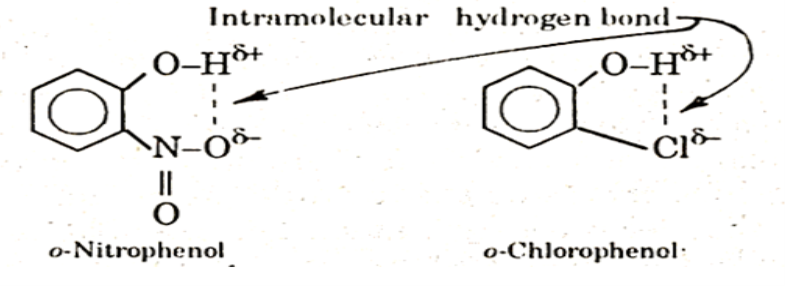 Intramolecular hydrogen bond
O–Hδ+
O–Hδ+
N–Oδ–
Clδ–
O
o-Nitrophenol
o-Chlorophenol